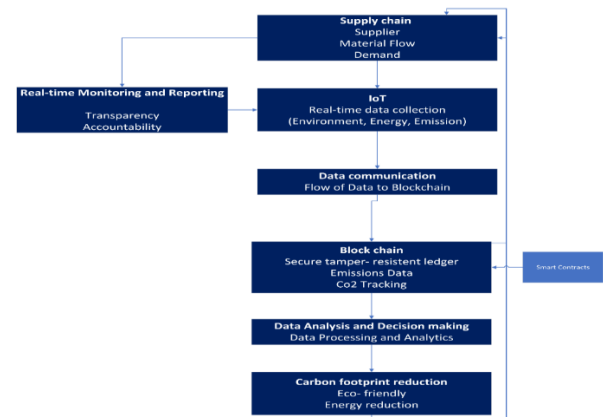 Supply chain
Supplier
Material Flow
Demand
Real-time Monitoring and Reporting
Transparency
Accountability
IoT
Real-time data collection
(Environment, Energy, Emission)
Data communication
Flow of Data to Blockchain
Block chain
Secure tamper- resistent ledger
Emissions Data
Co2 Tracking
Smart Contracts
Data Analysis and Decision making
Data Processing and Analytics
Carbon footprint reduction
Eco- friendly
Energy reduction